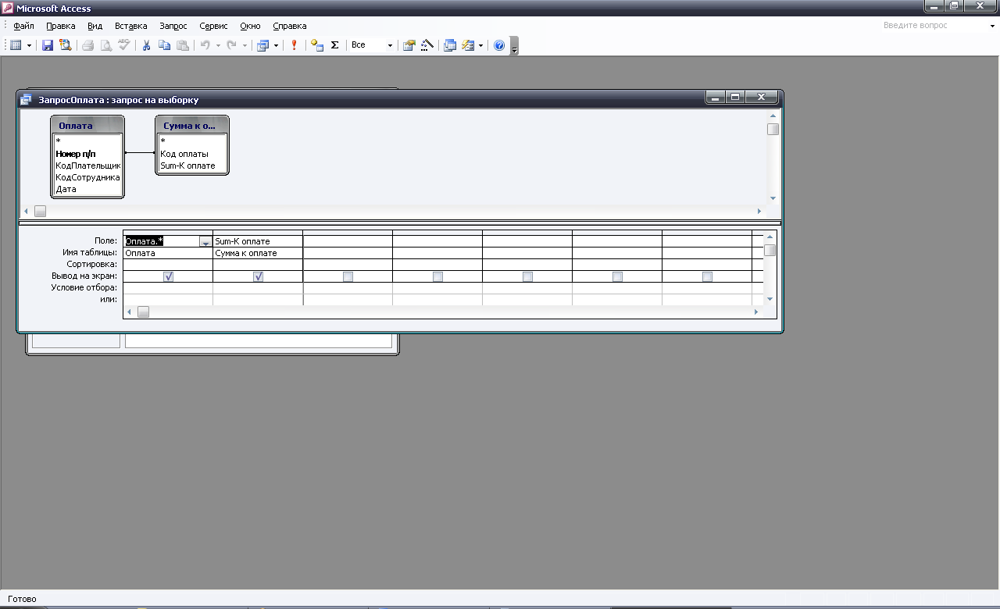 Microsoft Access
Файл Правка Вид Вставка Запрос Сервис Окно Справка Введите вопрос
Все
ЗапросОплата : запрос на выборку
Оплата
*
Номер п/п
КодПлательщик
КодСотрудника
Дата
Сумма к о...
*
Код оплаты
Sum-К оплате
Поле: Оплата.* Sum-К оплате
Имя таблицы: Оплата Сумма к оплате
Сортировка:
Вывод на экран:
Условие отбора:
или:
Готово